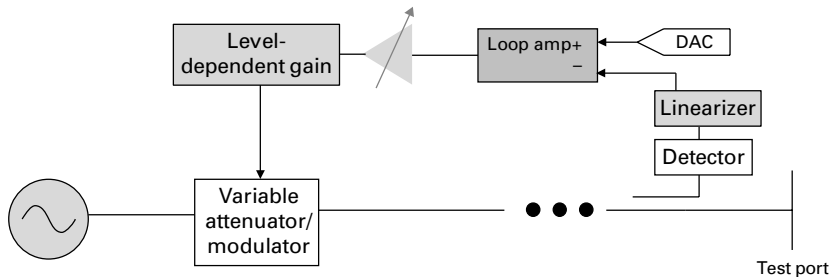 Level-
dependent gain
Loop amp+
–
DAC
Linearizer
Detector
Variable
attenuator/
modulator
Test port